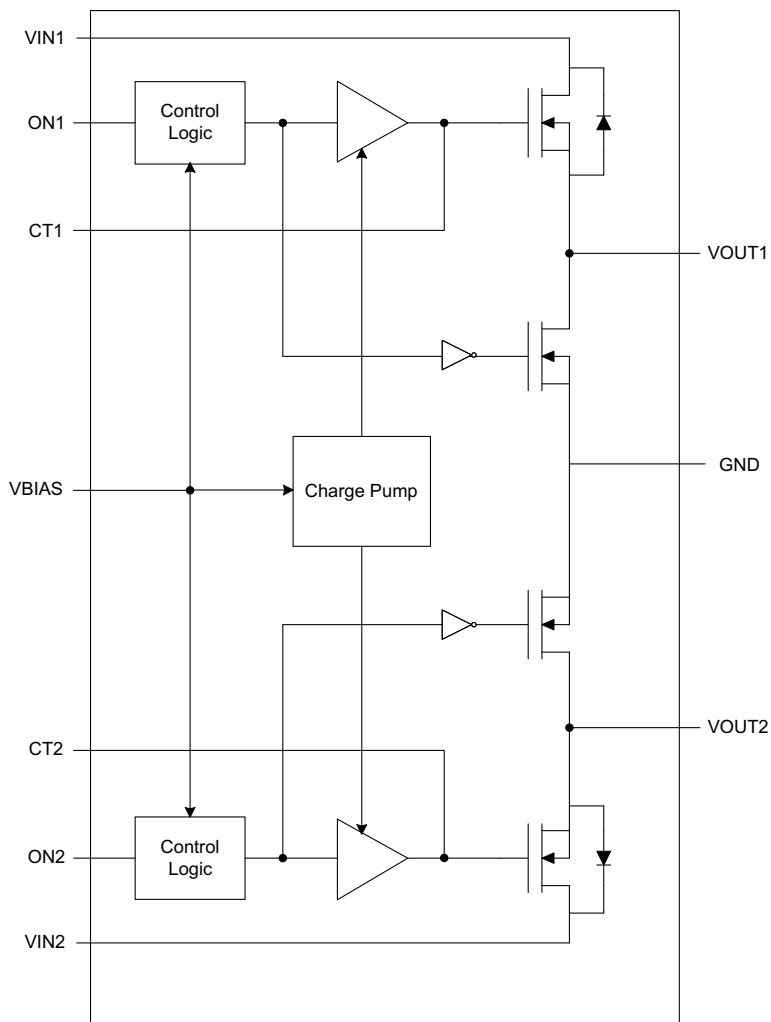 VIN1
Control
Logic
ON1
CT1
VOUT1
GND
VBIAS
Charge Pump
VOUT2
CT2
Control
Logic
ON2
VIN2